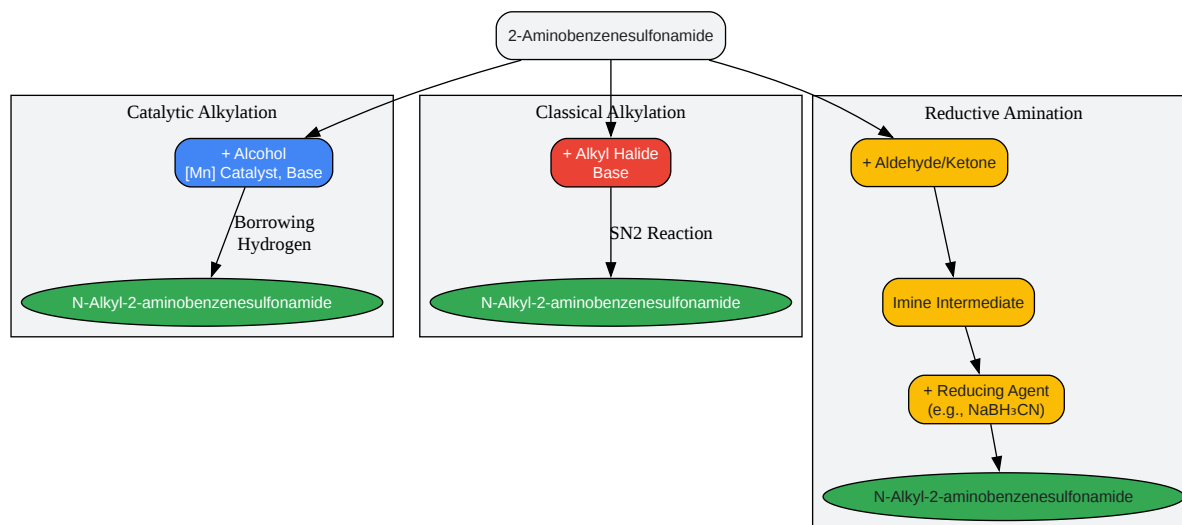 2-Aminobenzenesulfonamide
Catalytic Alkylation
+ Alcohol
[Mn] Catalyst, Base
Borrowing
Hydrogen
N-Alkyl-2-aminobenzenesulfonamide
Classical Alkylation
+ Alkyl Halide
Base
SN2 Reaction
N-Alkyl-2-aminobenzenesulfonamide
Reductive Amination
+ Aldehyde/Ketone
Imine Intermediate
+ Reducing Agent
(e.g., NaBH₃CN)
N-Alkyl-2-aminobenzenesulfonamide